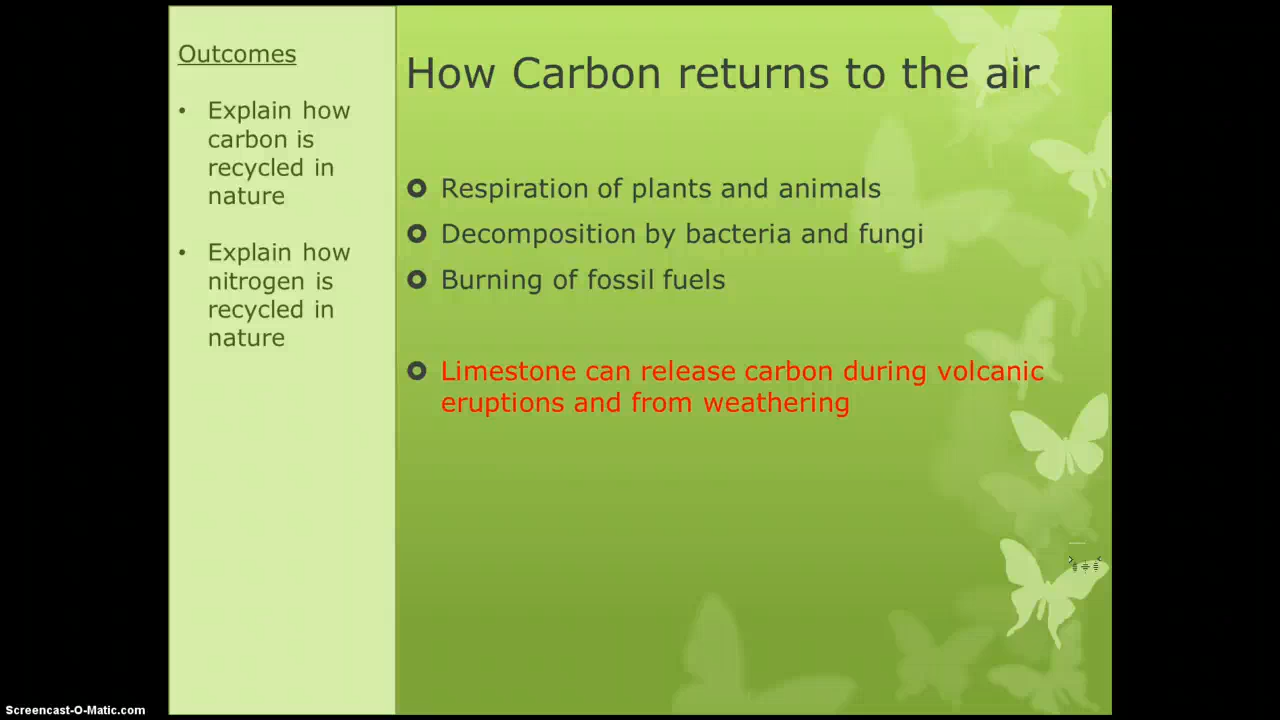 Outcomes
• Explain how
carbon is
recycled in
nature
• Explain how
nitrogen is
recycled in
nature
How Carbon returns to the air
Respiration of plants and animals
Decomposition by bacteria and fungi
Burning of fossil fuels
Limestone can release carbon during volcanic
eruptions and from weathering
Screencast-O-Matic.com